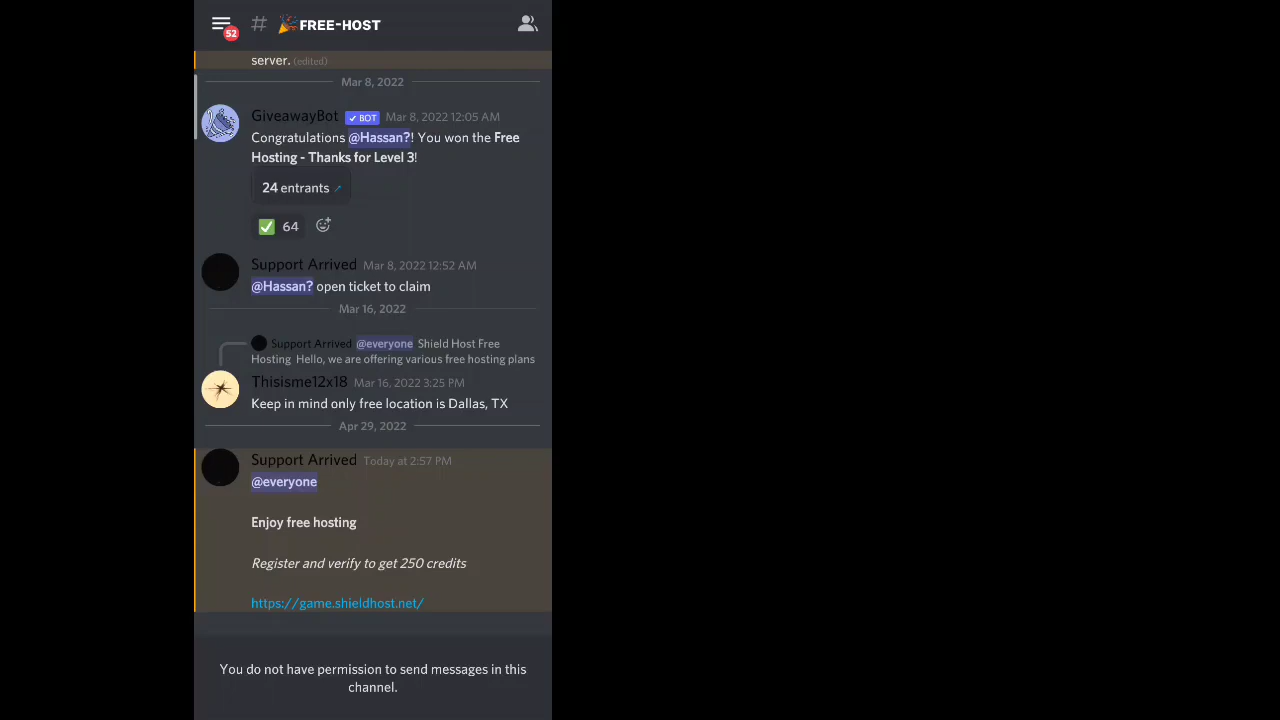 52
# 🎉FREE-HOST
server. (edited)
Mar 8, 2022
GiveawayBot ✔ BOT Mar 8, 2022 12:05 AM
Congratulations @Hassan?! You won the Free
Hosting - Thanks for Level 3!
24 entrants
✅ 64
Support Arrived Mar 8, 2022 12:52 AM
@Hassan? open ticket to claim
Mar 16, 2022
Support Arrived @everyone Shield Host Free
Hosting Hello, we are offering various free hosting plans
Thisisme12x18 Mar 16, 2022 3:25 PM
Keep in mind only free location is Dallas, TX
Apr 29, 2022
Support Arrived Today at 2:57 PM
@everyone
Enjoy free hosting
Register and verify to get 250 credits
https://game.shieldhost.net/
You do not have permission to send messages in this
channel.